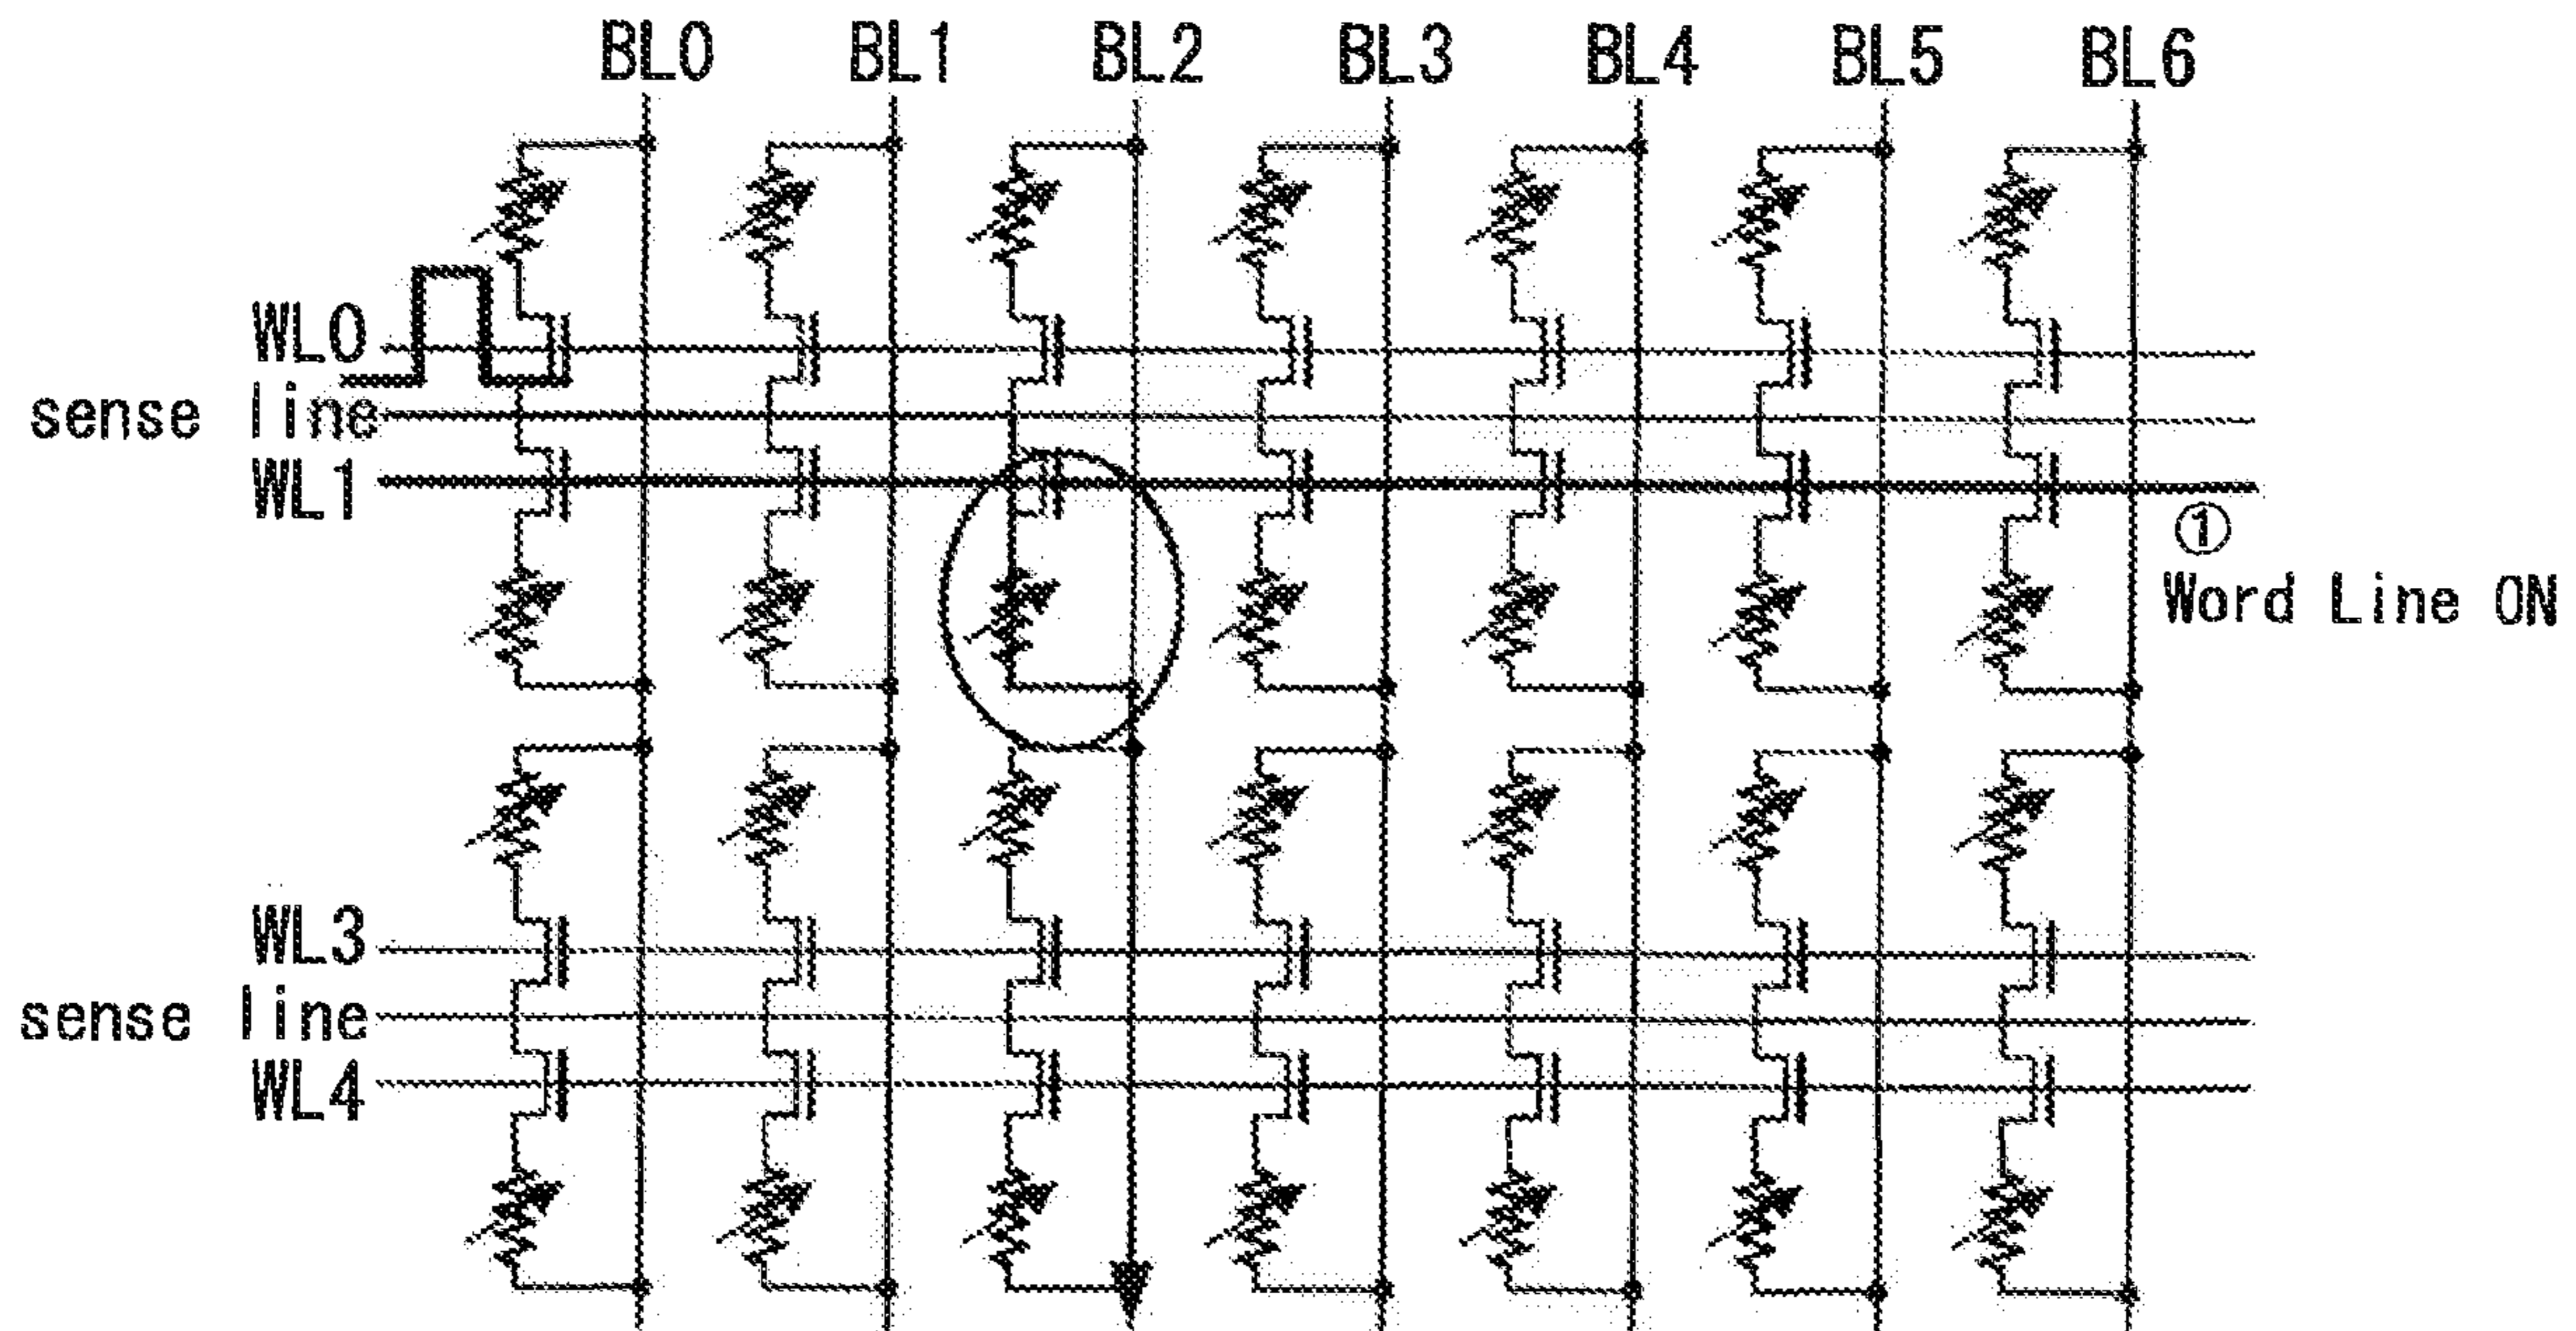 BL0 BL1 BL2 BL3 BL4 BL5 BL6
WL0
sense line
WL1
①
Word Line ON
WL3
sense line
WL4